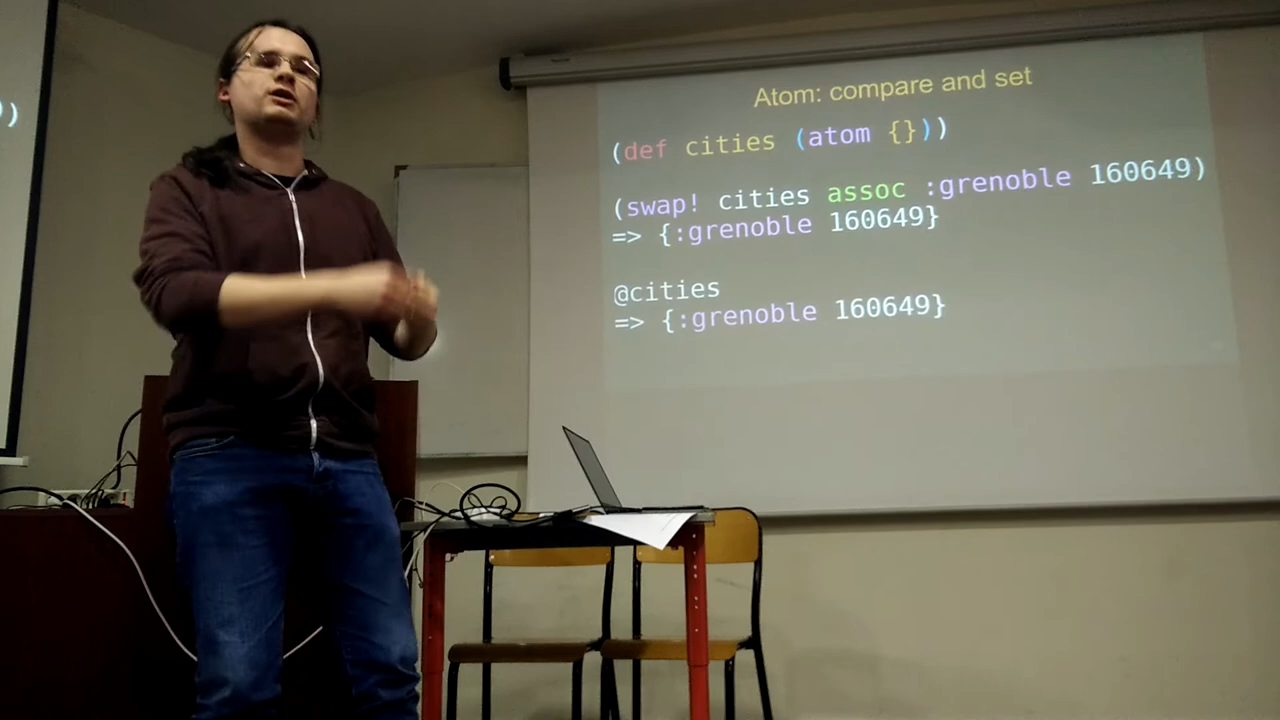 Atom: compare and set
(def cities (atom {}))
(swap! cities assoc :grenoble 160649)
=> {:grenoble 160649}
@cities
=> {:grenoble 160649}
)